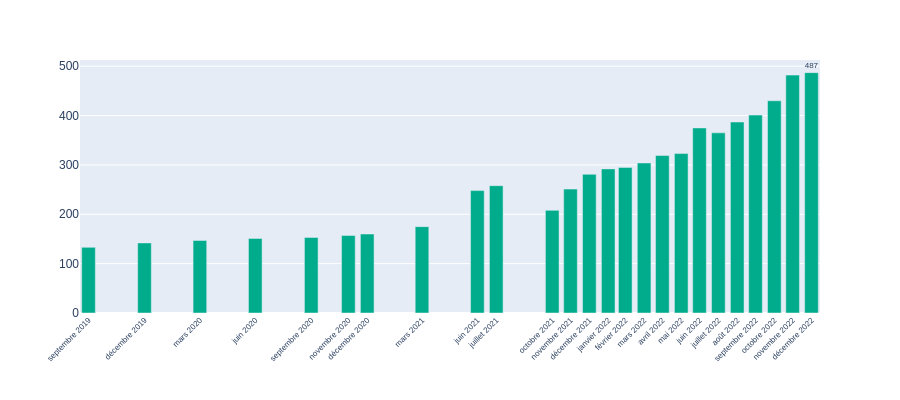 500
400
300
200
100
0
487
septembre 2019
décembre 2019
mars 2020
juin 2020
septembre 2020
novembre 2020
décembre 2020
mars 2021
juin 2021
juillet 2021
octobre 2021
novembre 2021
décembre 2021
janvier 2022
février 2022
mars 2022
avril 2022
mai 2022
juin 2022
juillet 2022
août 2022
septembre 2022
octobre 2022
novembre 2022
décembre 2022